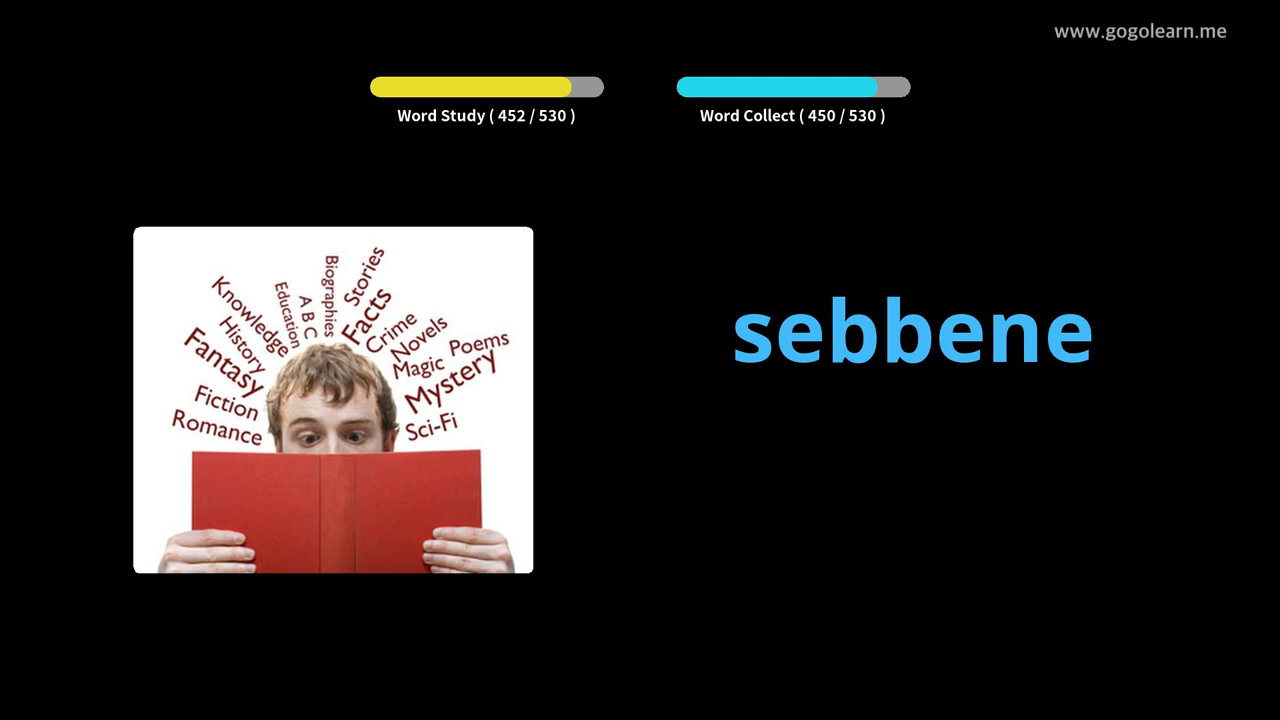 www.gogolearn.me
Word Study ( 452 / 530 )
Word Collect ( 450 / 530 )
sebbene
Romance
Fiction
Fantasy
History
Knowledge
Education
A B C
Biographies
Stories
Facts
Crime
Novels
Magic
Poems
Mystery
Sci-Fi